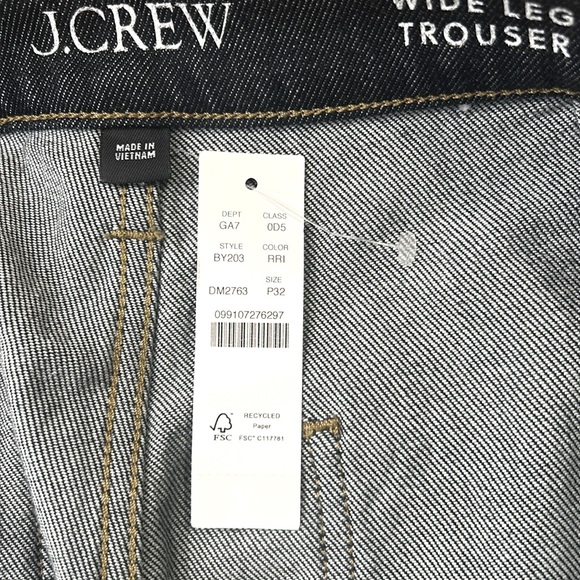 J.CREW
WIDE LEG
TROUSER
MADE IN
VIETNAM
DEPT CLASS
GA7 0D5
STYLE COLOR
BY203 RRI
SIZE
DM2763 P32
099107276297
RECYCLED
Paper
FSC FSC® C117781